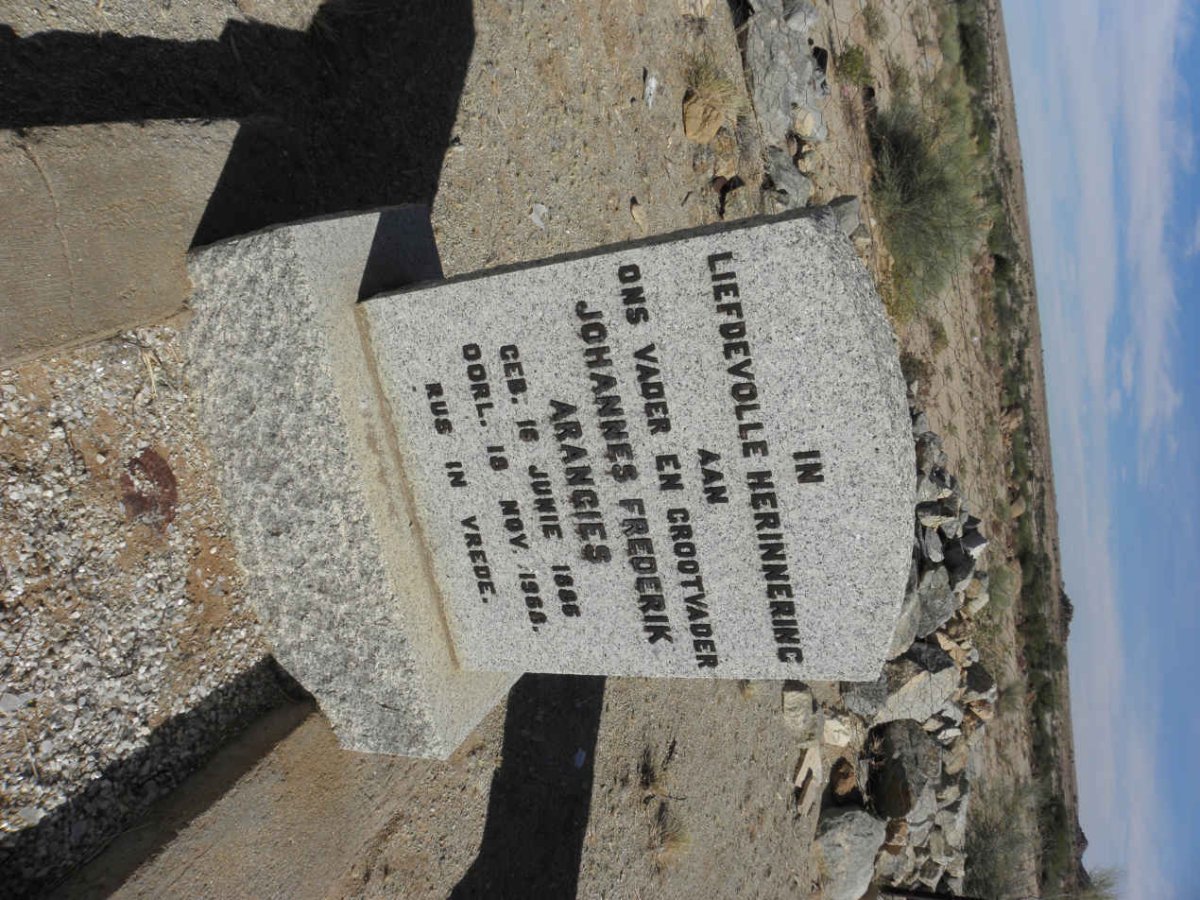 IN
LIEFDEVOLLE HERINNERING
AAN
ONS VADER EN GROOTVADER
JOHANNES FREDERIK
ARANGIES
GEB. 16 JUNIE 1886
OORL. 18 NOV. 1968.
RUS IN VREDE.